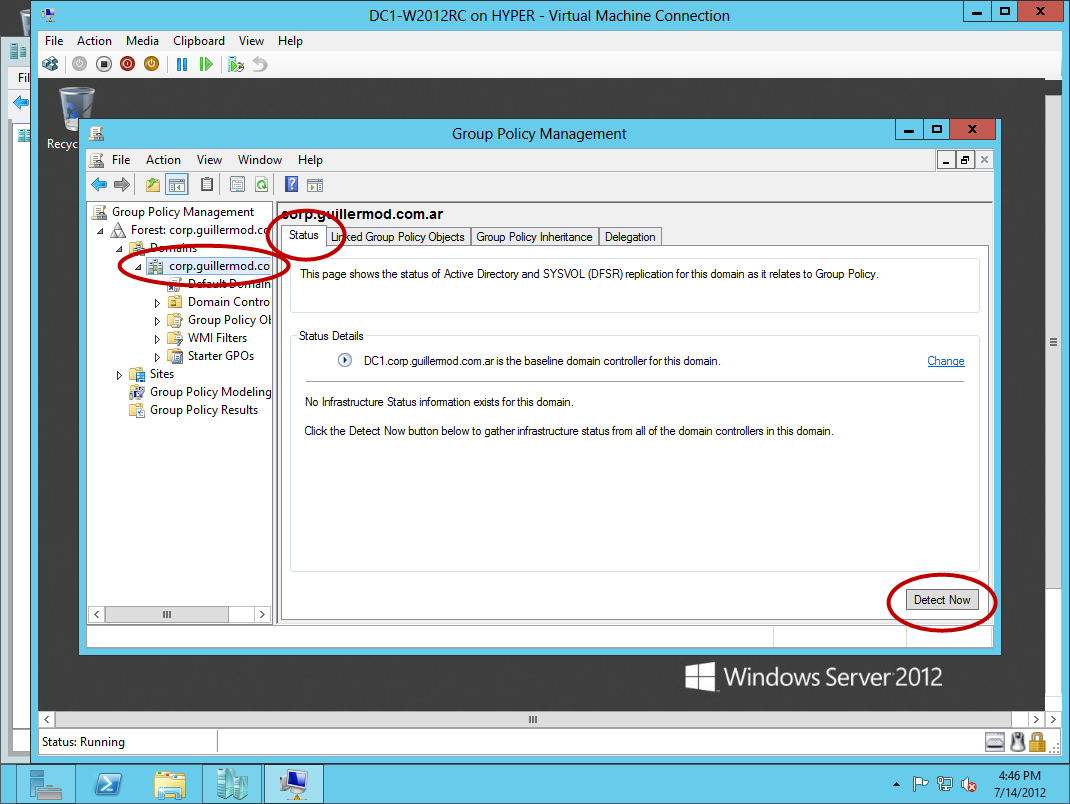 DC1-W2012RC on HYPER - Virtual Machine Connection
File Action Media Clipboard View Help
Fil
Recyc
Group Policy Management
File Action View Window Help
Group Policy Management
Forest: corp.guillermod.co
Domains
corp.guillermod.co
Default Domain
Domain Contro
Group Policy Ob
WMI Filters
Starter GPOs
Sites
Group Policy Modeling
Group Policy Results
corp.guillermod.com.ar
Status Linked Group Policy Objects Group Policy Inheritance Delegation
This page shows the status of Active Directory and SYSVOL (DFSR) replication for this domain as it relates to Group Policy.
Status Details
DC1.corp.guillermod.com.ar is the baseline domain controller for this domain. Change
No Infrastructure Status information exists for this domain.
Click the Detect Now button below to gather infrastructure status from all of the domain controllers in this domain.
Detect Now
Windows Server 2012
Status: Running
4:46 PM
7/14/2012